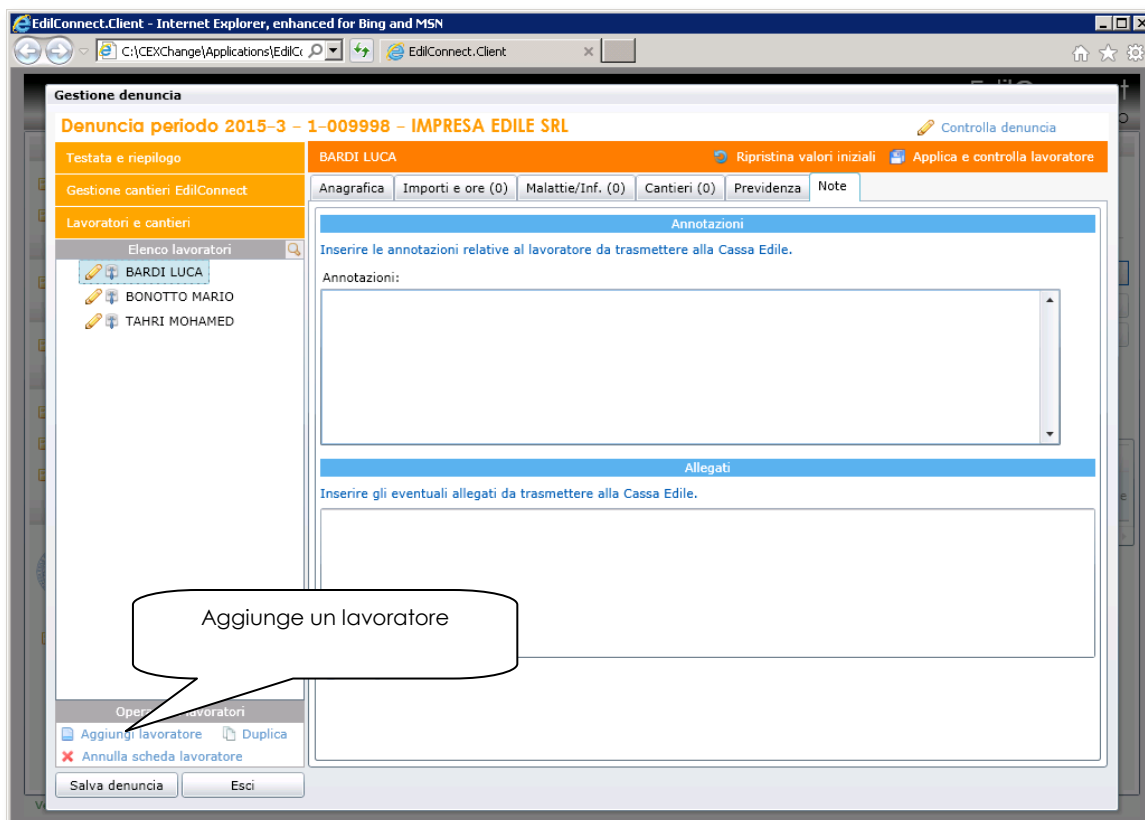 EdilConnect.Client - Internet Explorer, enhanced for Bing and MSN
C:\CEXChange\Applications\EdilCo
EdilConnect.Client
Gestione denuncia
Denuncia periodo 2015-3 - 1-009998 - IMPRESA EDILE SRL
Controlla denuncia
Testata e riepilogo
Gestione cantieri EdilConnect
Lavoratori e cantieri
Elenco lavoratori
BARDI LUCA
BONOTTO MARIO
TAHRI MOHAMED
BARDI LUCA
Ripristina valori iniziali
Applica e controlla lavoratore
Anagrafica
Importi e ore (0)
Malattie/Inf. (0)
Cantieri (0)
Previdenza
Note
Annotazioni
Inserire le annotazioni relative al lavoratore da trasmettere alla Cassa Edile.
Annotazioni:
Allegati
Inserire gli eventuali allegati da trasmettere alla Cassa Edile.
Aggiunge un lavoratore
lavoratori
Aggiungi lavoratore
Duplica
Annulla scheda lavoratore
Salva denuncia
Esci